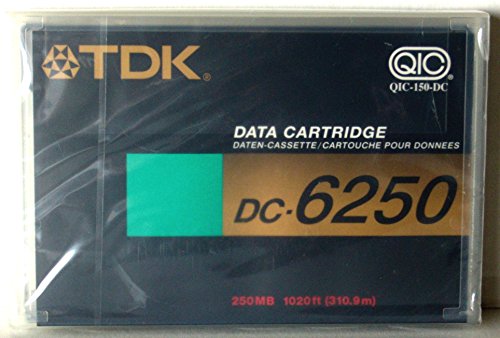 TDK®
QIC®
QIC-150-DC
DATA CARTRIDGE
DATEN-CASSETTE/CARTOUCHE POUR DONNEES
DC-6250
250MB 1020ft (310.9m)